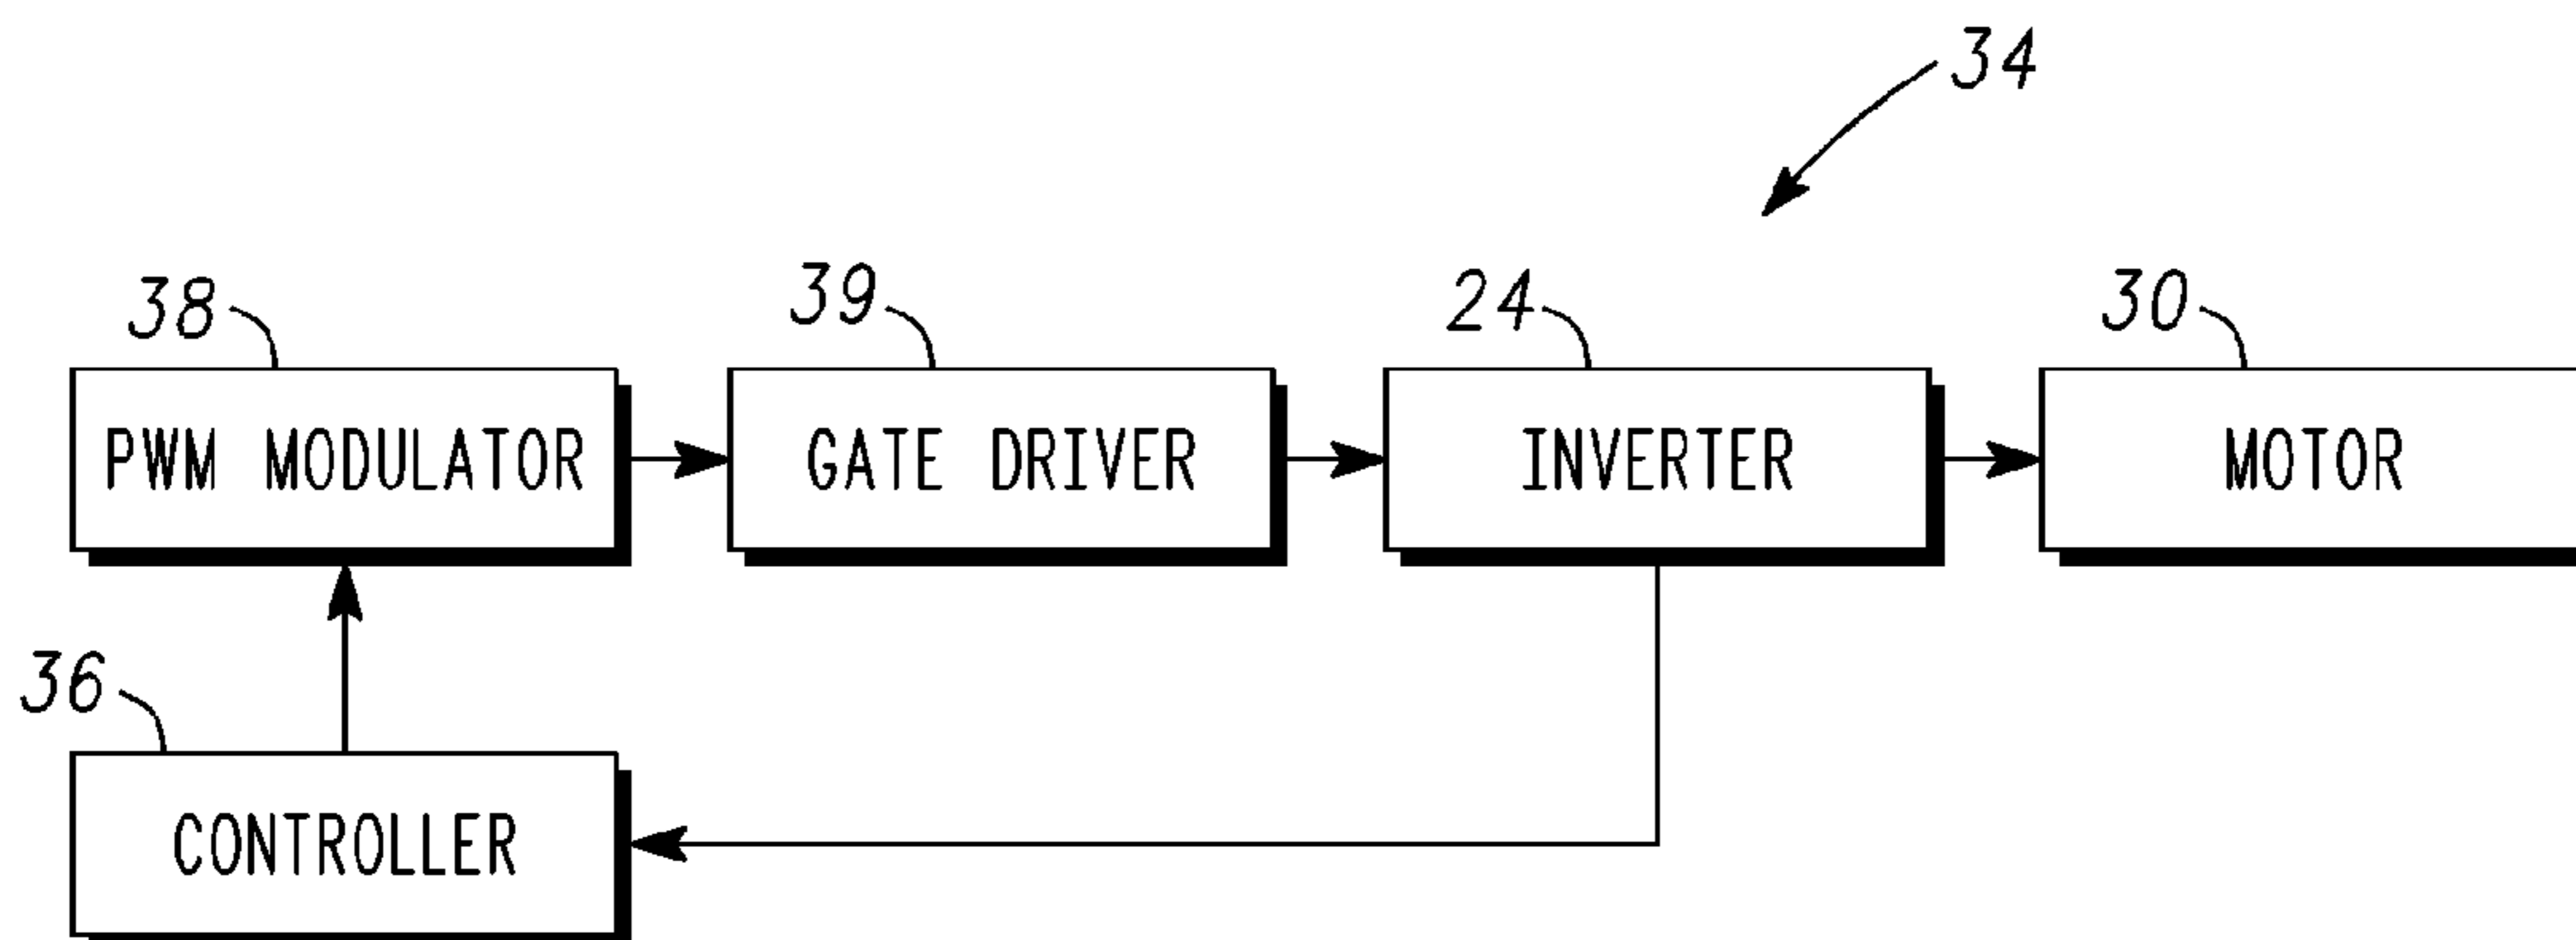 34
38
39
24
30
PWM MODULATOR
GATE DRIVER
INVERTER
MOTOR
36
CONTROLLER